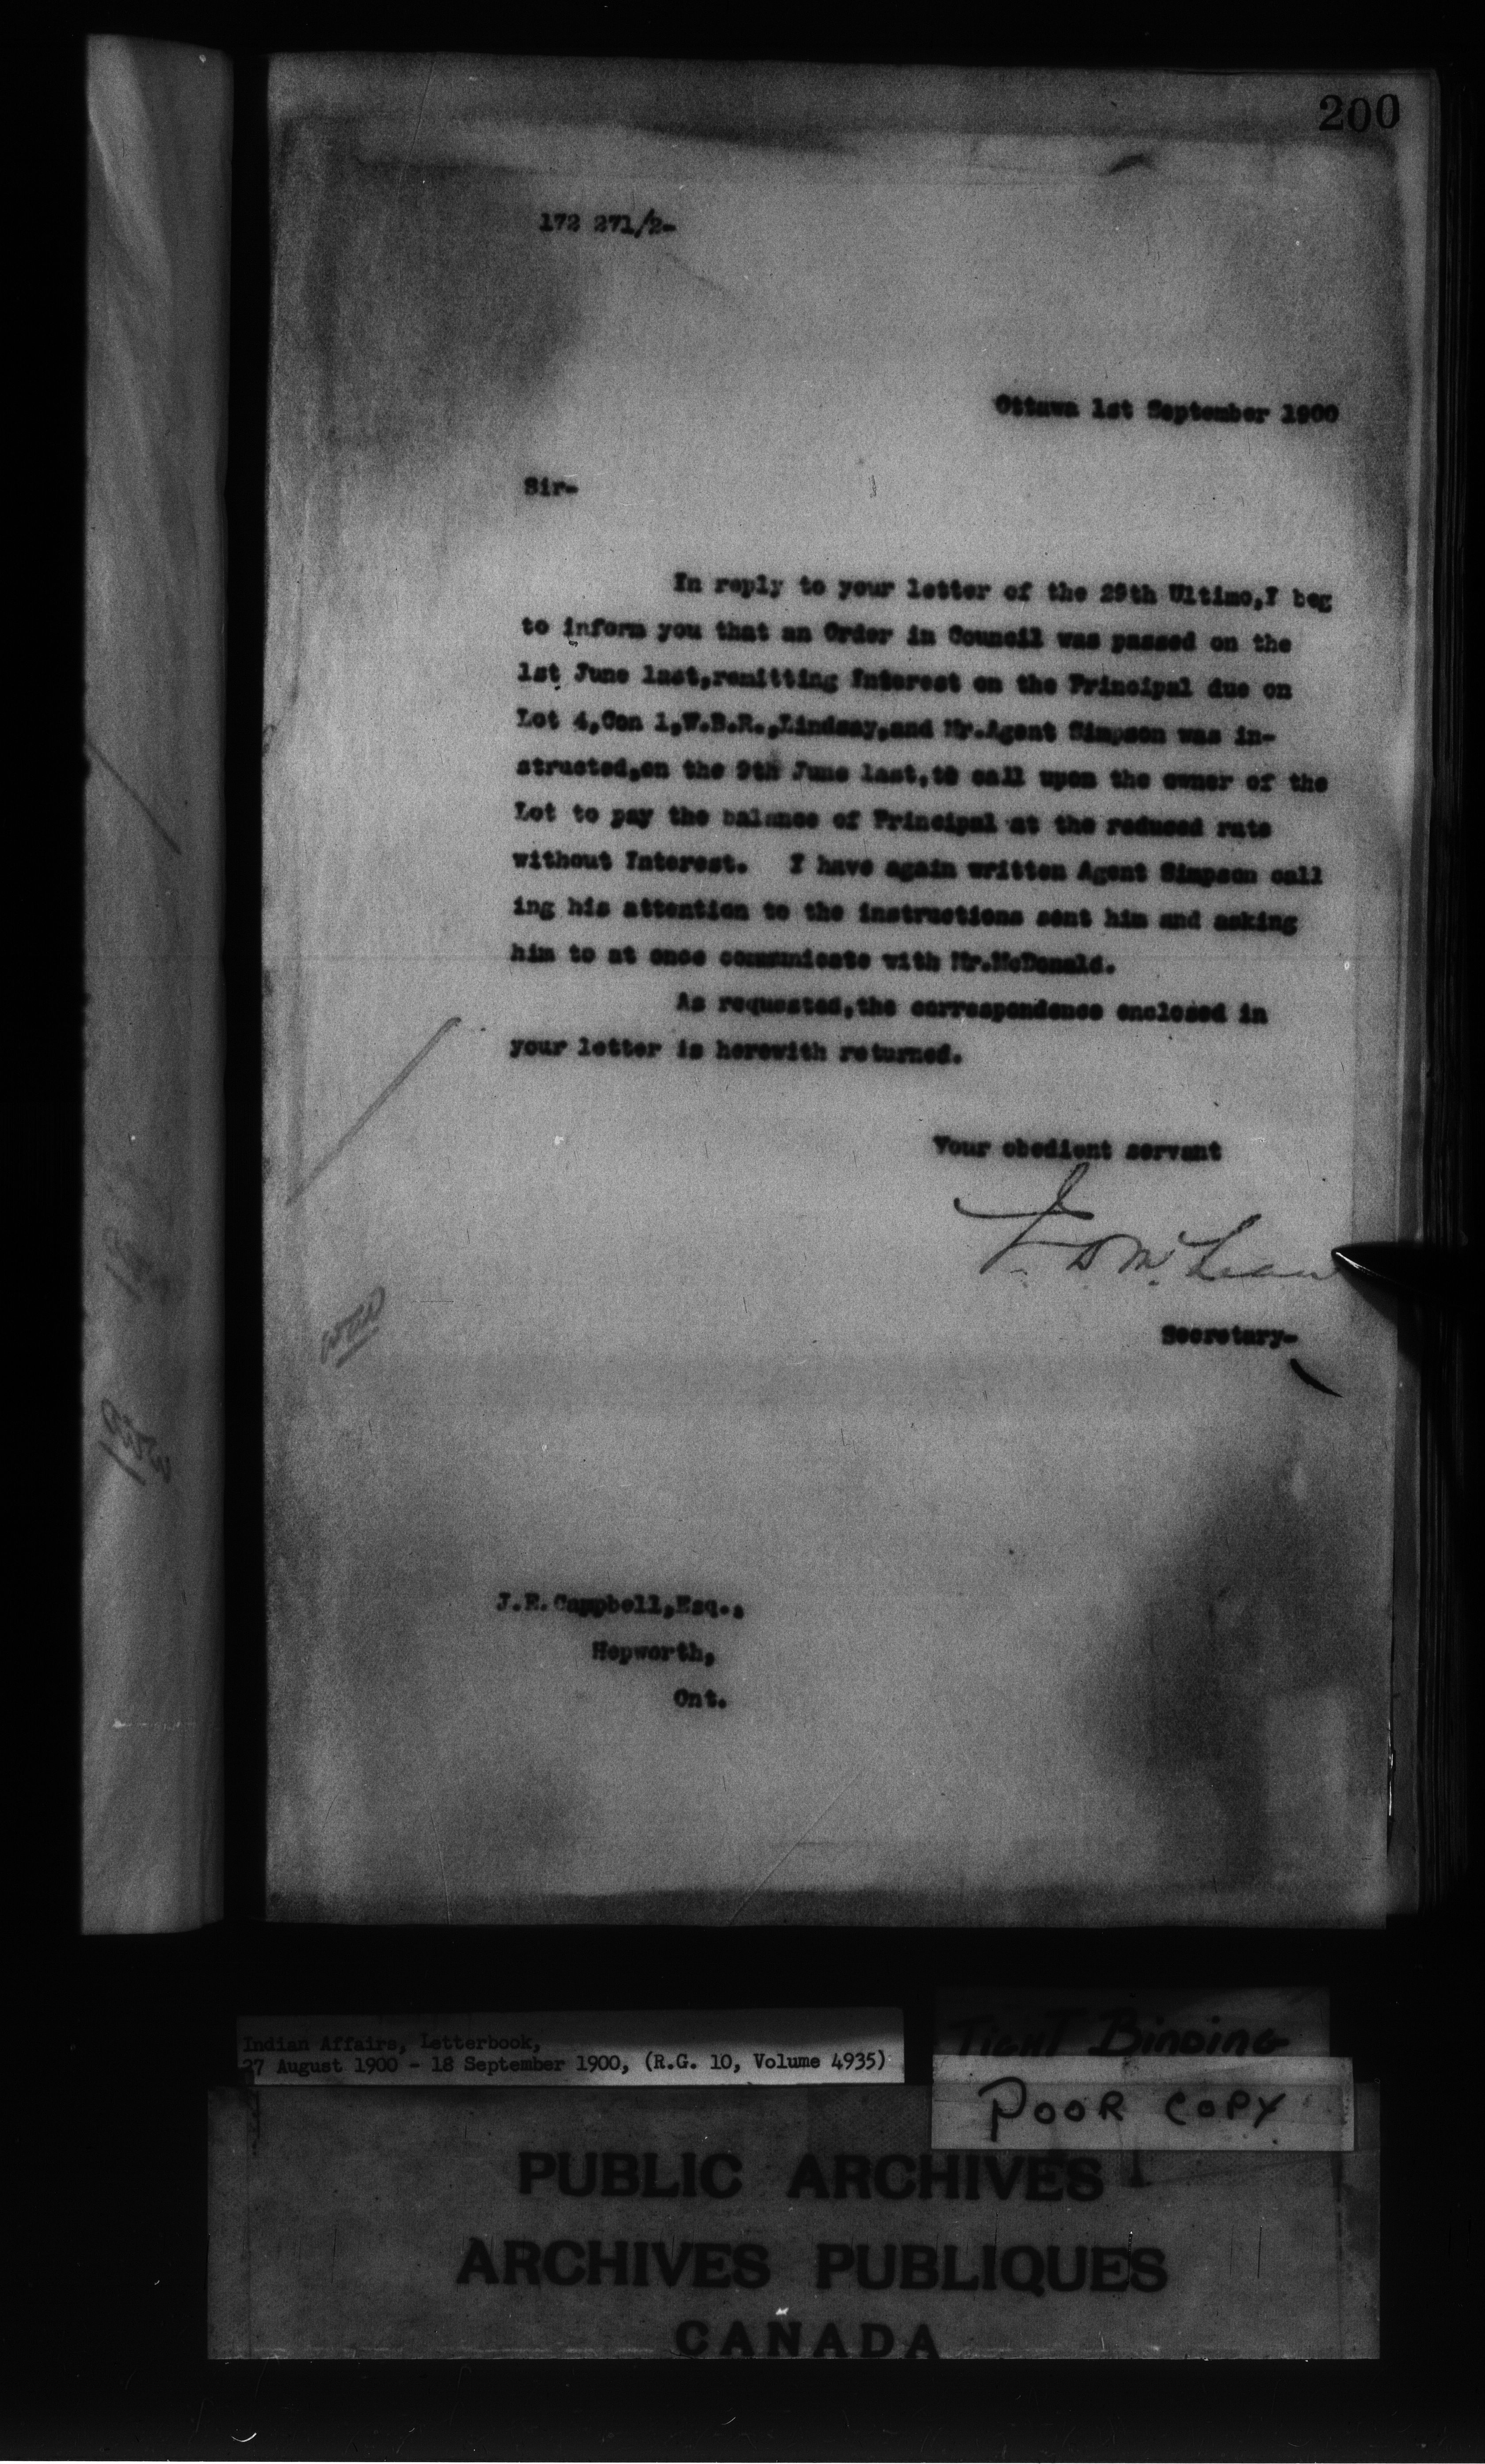 200
172 271/2-
Ottawa 1st September 1900
Sir-
In reply to your letter of the 29th Ultimo,I beg
to inform you that an Order in Council was passed on the
1st June last,remitting Interest on the Principal due on
Lot 4,Con 1,W.B.R.,Lindsay,and Mr.Agent Simpson was in-
structed,on the 9th June last,to call upon the owner of the
Lot to pay the balance of Principal at the reduced rate
without Interest. I have again written Agent Simpson call
ing his attention to the instructions sent him and asking
him to at once communicate with Mr.McDonald.
As requested,the correspondence enclosed in
your letter is herewith returned.
Your obedient servant
J D McLean
Secretary-
J.E.Campbell,Esq.,
Hepworth,
Ont.
Indian Affairs, Letterbook,
27 August 1900 - 18 September 1900, (R.G. 10, Volume 4935)
TIGHT BINDING
POOR COPY
PUBLIC ARCHIVES
ARCHIVES PUBLIQUES
CANADA